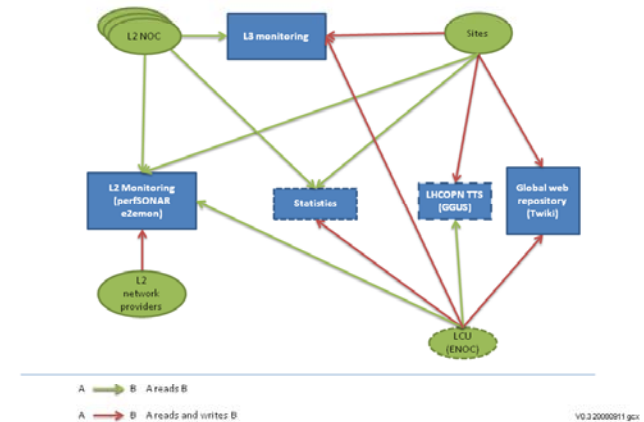 L2 NOC
L3 monitoring
Sites
L2 Monitoring
(perfSONAR
e2emon)
Statistics
LHCOPN TTS
(GGUS)
Global web
repository
(Twiki)
L2
network
providers
LCU
(ENOC)
A B A reads B
A B A reads and writes B
V0.3 20080811 gcx